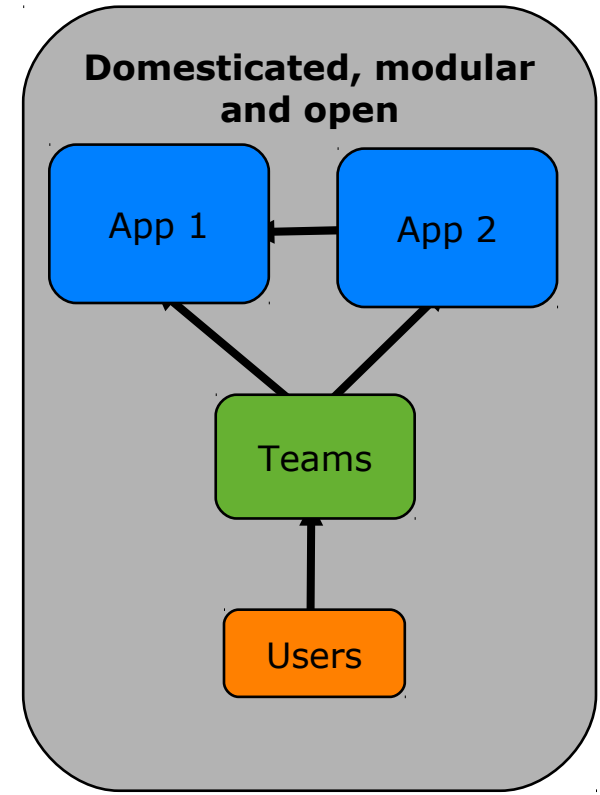 Domesticated, modular
and open
App 1
App 2
Teams
Users